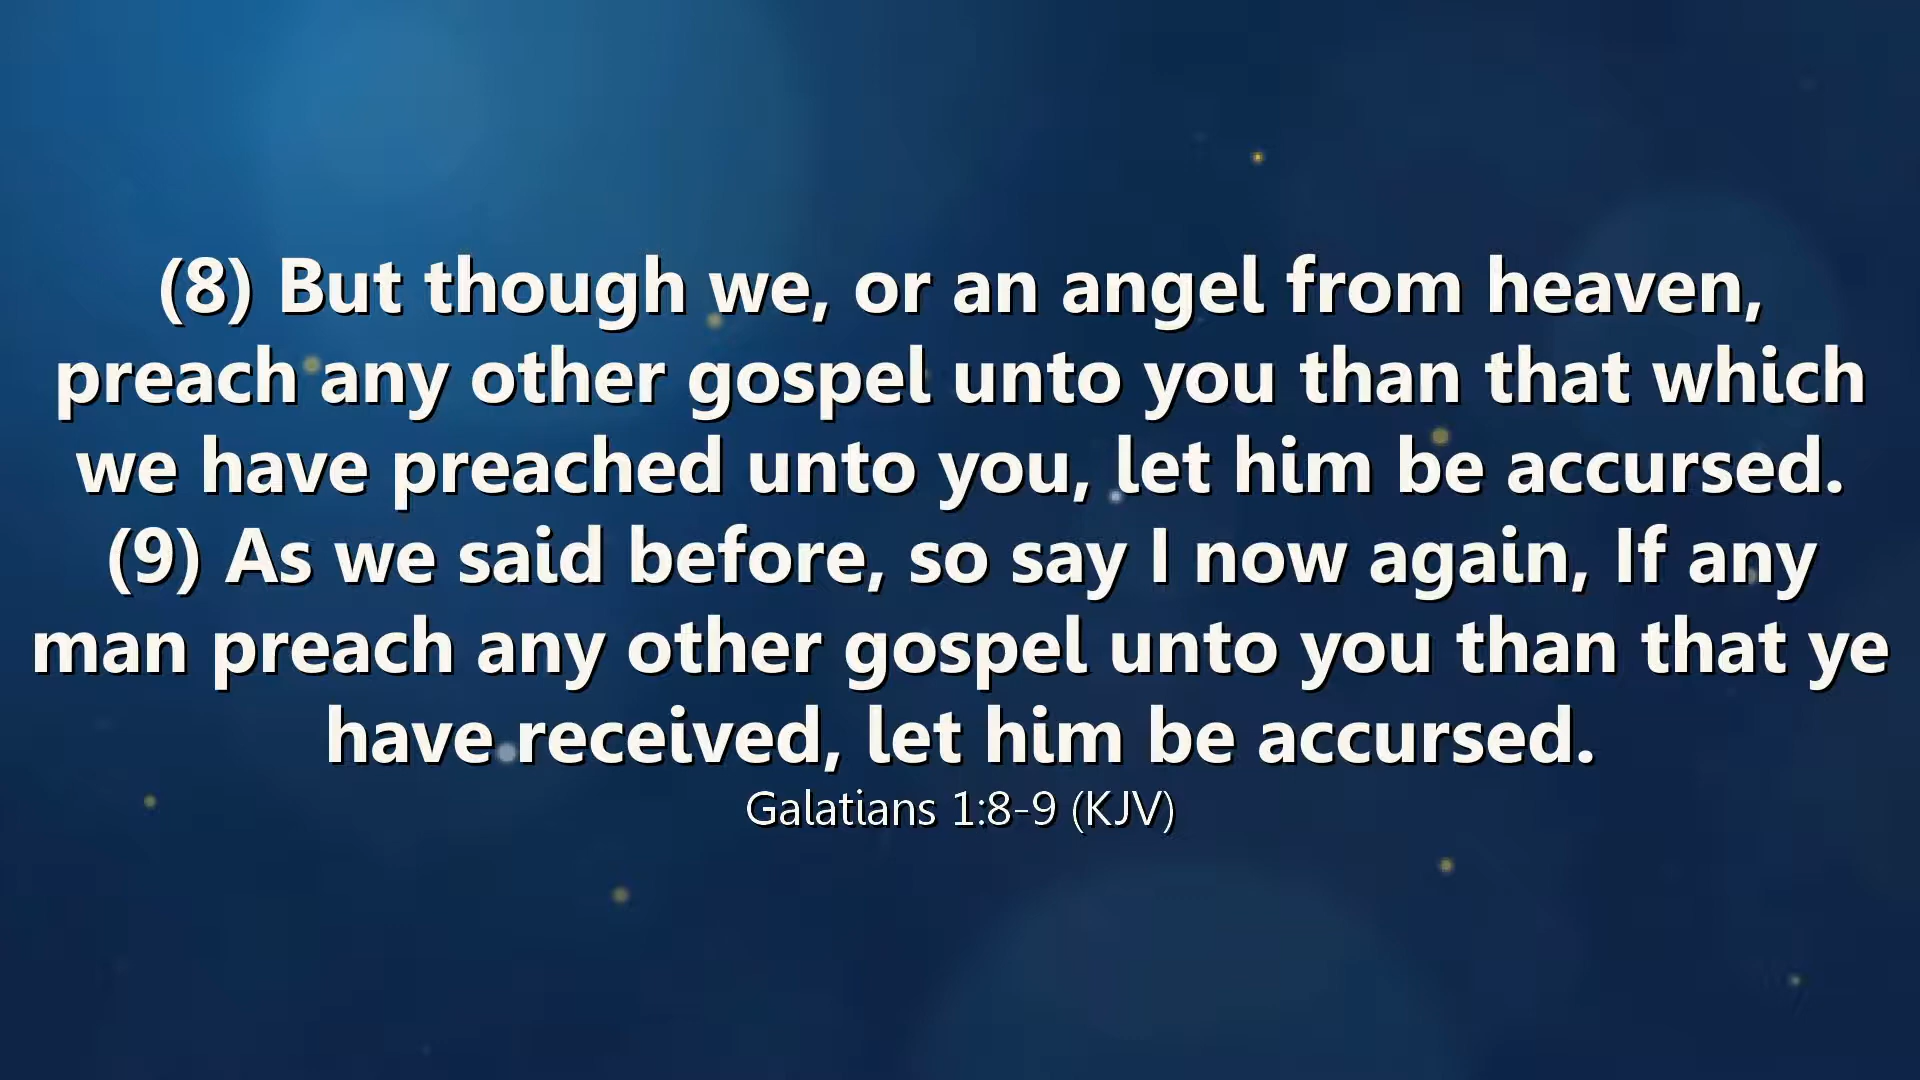 (8) But though we, or an angel from heaven,
preach any other gospel unto you than that which
we have preached unto you, let him be accursed.
(9) As we said before, so say I now again, If any
man preach any other gospel unto you than that ye
have received, let him be accursed.
Galatians 1:8-9 (KJV)